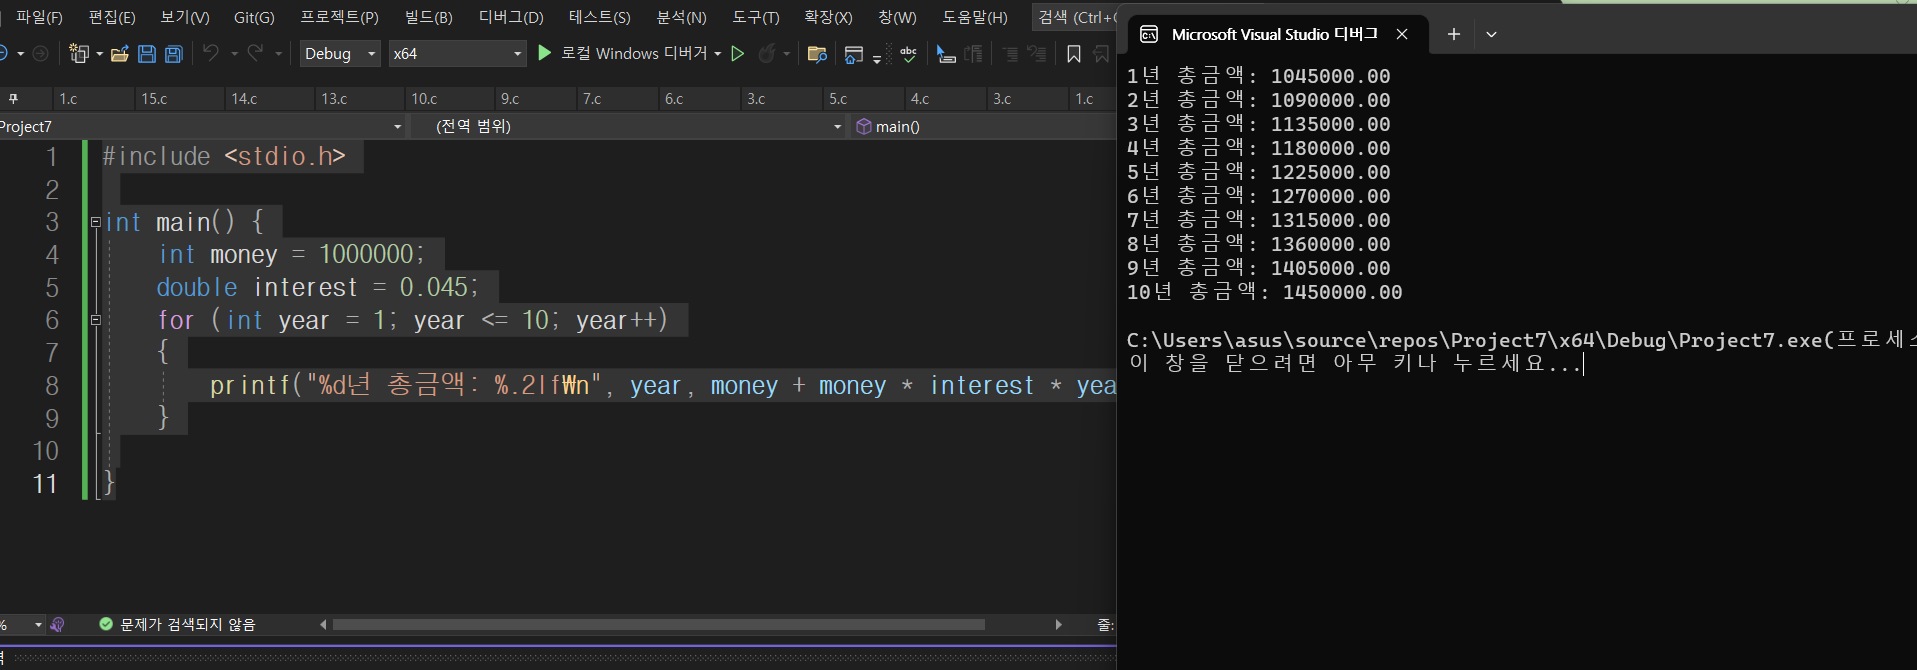 파일(F) 편집(E) 보기(V) Git(G) 프로젝트(P) 빌드(B) 디버그(D) 테스트(S) 분석(N) 도구(T) 확장(X) 창(W) 도움말(H) 검색 (Ctrl+
Debug x64 로컬 Windows 디버거
1.c 15.c 14.c 13.c 10.c 9.c 7.c 6.c 3.c 5.c 4.c 3.c 1.c
Project7 (전역 범위) main()
1 #include <stdio.h>
2
3 int main() {
4 int money = 1000000;
5 double interest = 0.045;
6 for (int year = 1; year <= 10; year++)
7 {
8 printf("%d년 총금액: %.2lf₩n", year, money + money * interest * yea
9 }
10
11 }
% 문제가 검색되지 않음 줄:
Microsoft Visual Studio 디버그
1년 총금액: 1045000.00
2년 총금액: 1090000.00
3년 총금액: 1135000.00
4년 총금액: 1180000.00
5년 총금액: 1225000.00
6년 총금액: 1270000.00
7년 총금액: 1315000.00
8년 총금액: 1360000.00
9년 총금액: 1405000.00
10년 총금액: 1450000.00
C:\Users\asus\source\repos\Project7\x64\Debug\Project7.exe(프로세스
이 창을 닫으려면 아무 키나 누르세요...